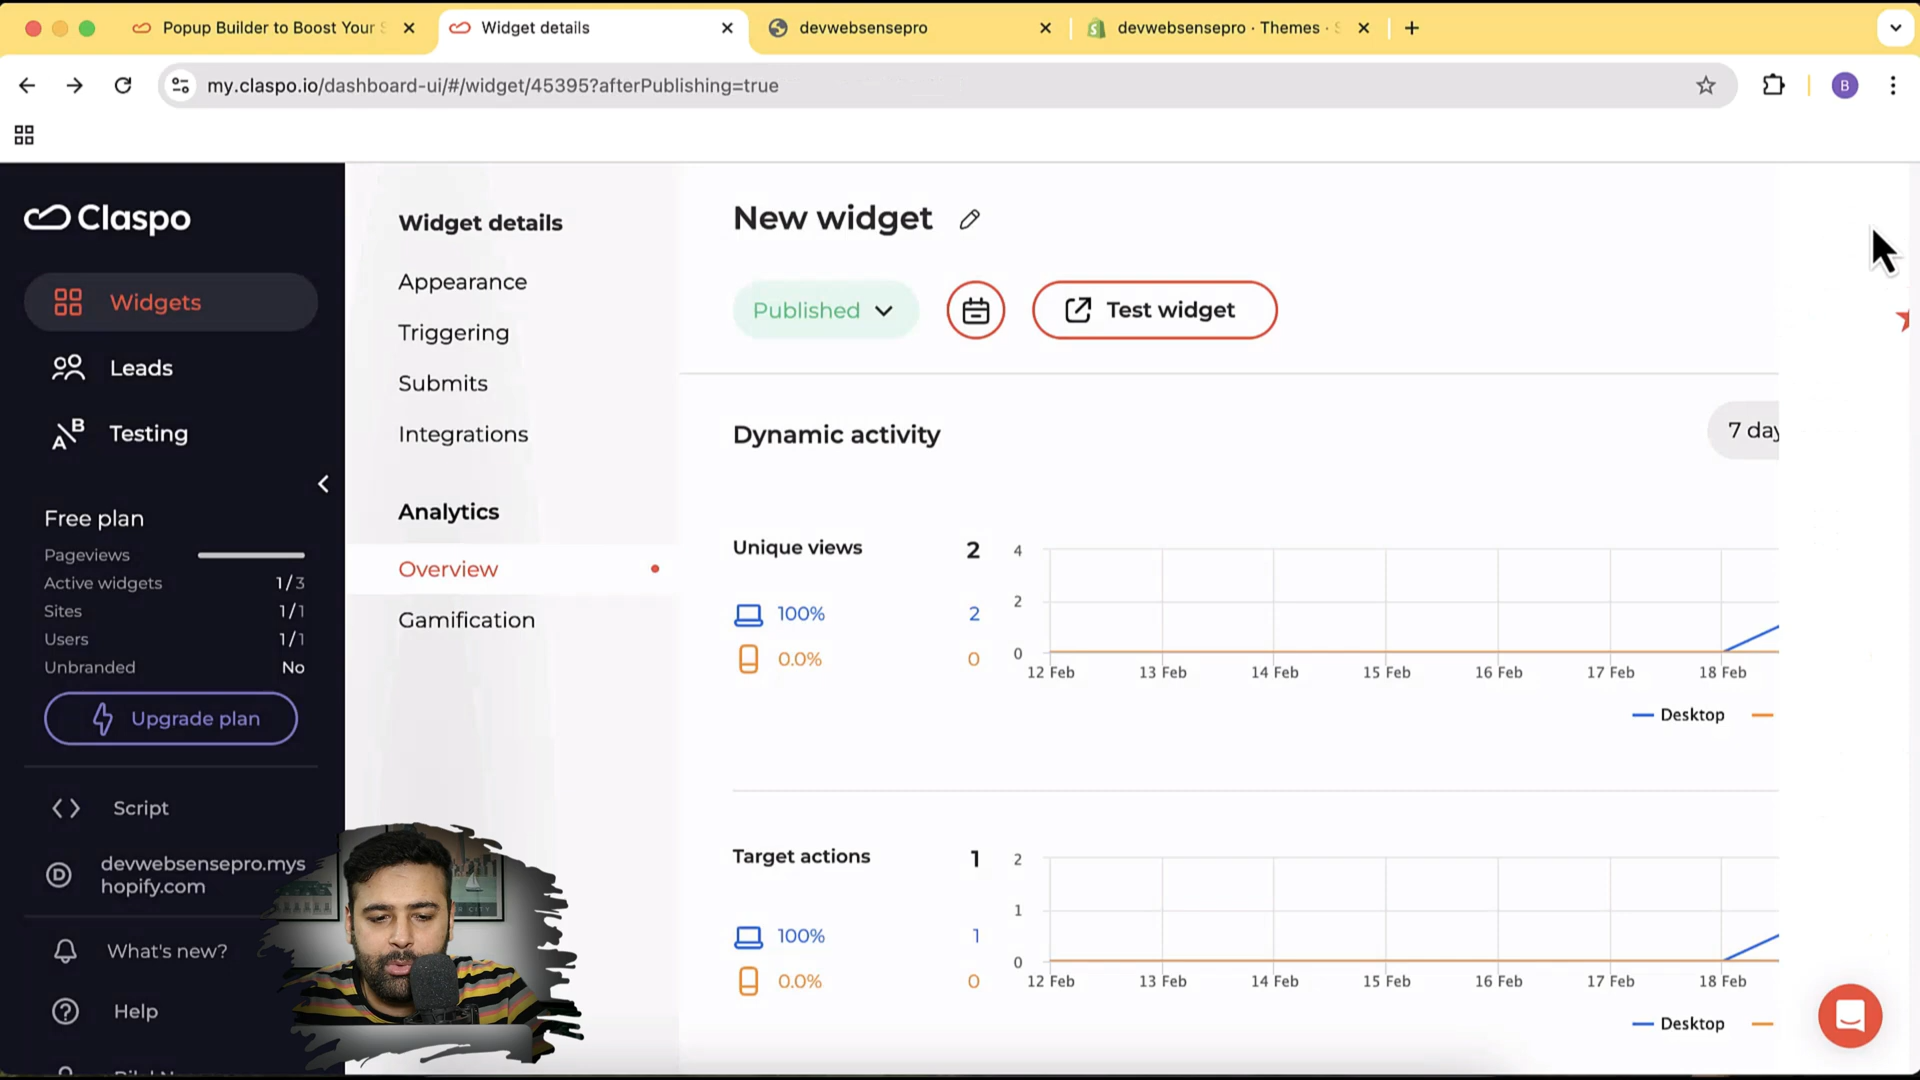 Popup Builder to Boost Your S
Widget details
devwebsensepro
devwebsensepro · Themes · S
my.claspo.io/dashboard-ui/#/widget/45395?afterPublishing=true
B
Claspo
Widgets
Leads
Testing
Free plan
Pageviews
Active widgets 1/3
Sites 1/1
Users 1/1
Unbranded No
Upgrade plan
Script
devwebsensepro.mys
hopify.com
What's new?
Help
Widget details
Appearance
Triggering
Submits
Integrations
Analytics
Overview
Gamification
New widget
Published
Test widget
Dynamic activity
7 day
Unique views 2
100% 2
0.0% 0
4
2
0
12 Feb 13 Feb 14 Feb 15 Feb 16 Feb 17 Feb 18 Feb
Desktop
Target actions 1
100% 1
0.0% 0
2
1
0
12 Feb 13 Feb 14 Feb 15 Feb 16 Feb 17 Feb 18 Feb
Desktop